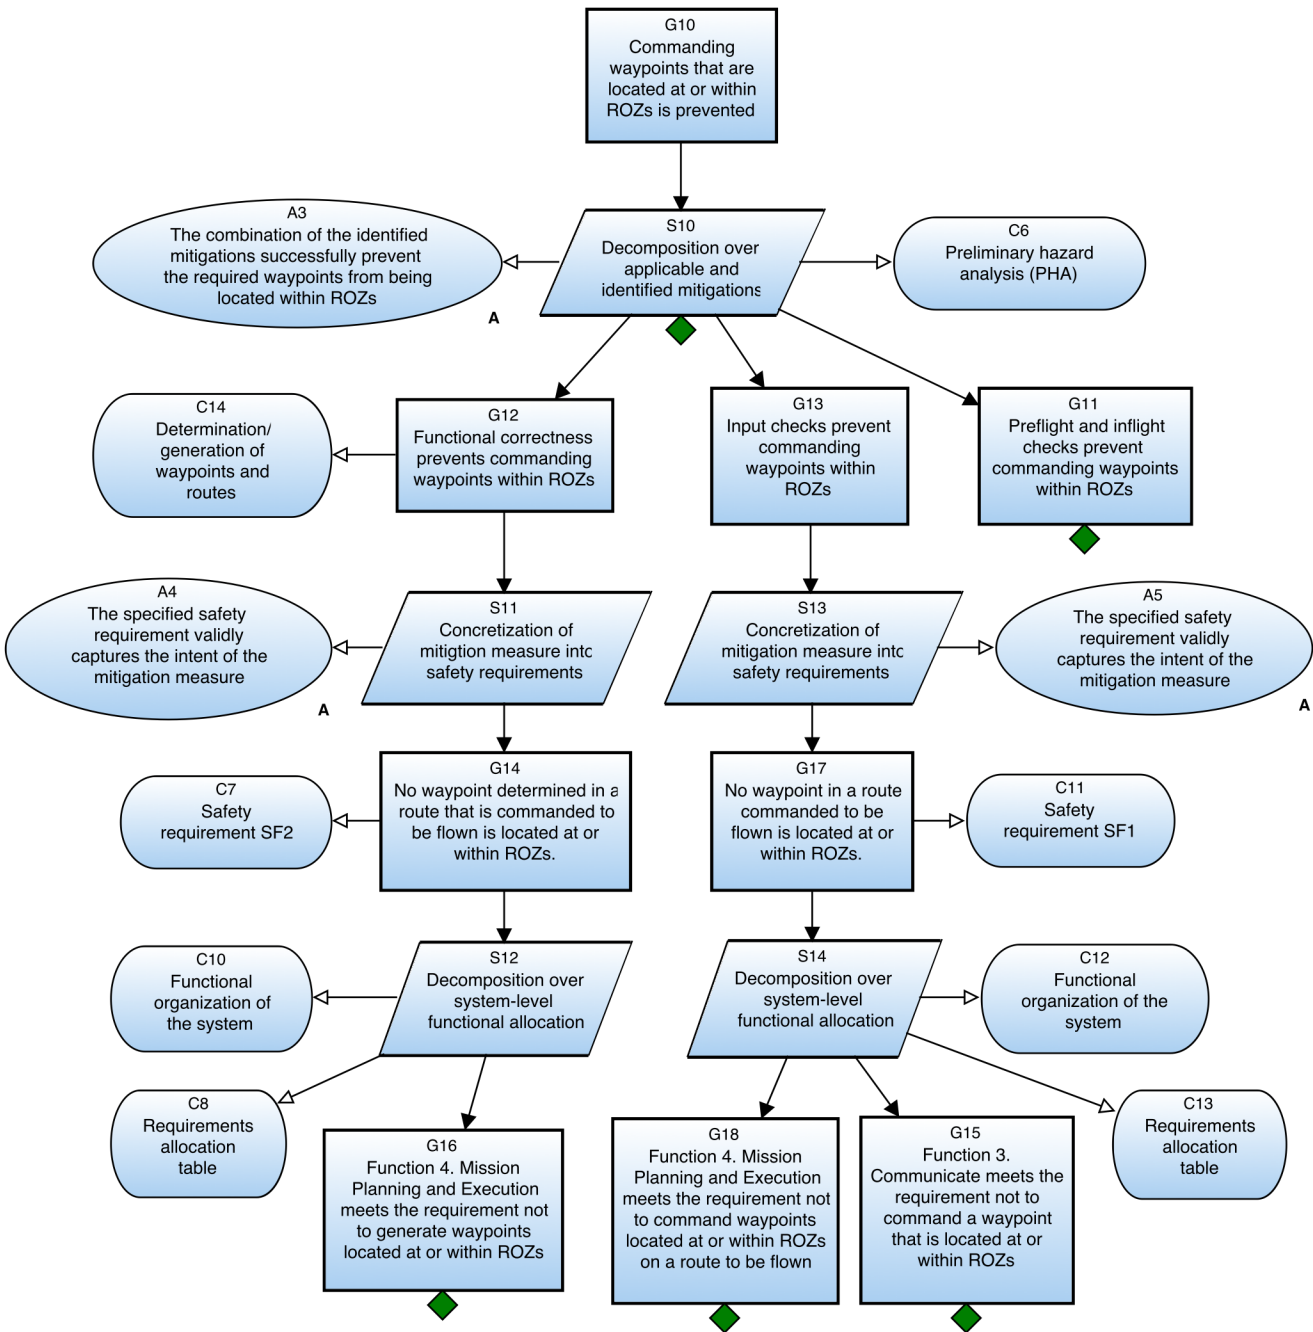 G10
Commanding
waypoints that are
located at or within
ROZs is prevented
A3
The combination of the identified
mitigations successfully prevent
the required waypoints from being
located within ROZs
A
S10
Decomposition over
applicable and
identified mitigations
C6
Preliminary hazard
analysis (PHA)
C14
Determination/
generation of
waypoints and
routes
G12
Functional correctness
prevents commanding
waypoints within ROZs
G13
Input checks prevent
commanding
waypoints within
ROZs
G11
Preflight and inflight
checks prevent
commanding waypoints
within ROZs
A4
The specified safety
requirement validly
captures the intent of the
mitigation measure
A
S11
Concretization of
mitigtion measure into
safety requirements
S13
Concretization of
mitigation measure into
safety requirements
A5
The specified safety
requirement validly
captures the intent of the
mitigation measure
A
C7
Safety
requirement SF2
G14
No waypoint determined in a
route that is commanded to
be flown is located at or
within ROZs.
G17
No waypoint in a route
commanded to be
flown is located at or
within ROZs.
C11
Safety
requirement SF1
C10
Functional
organization of
the system
S12
Decomposition over
system-level
functional allocation
S14
Decomposition over
system-level
functional allocation
C12
Functional
organization of the
system
C8
Requirements
allocation
table
G16
Function 4. Mission
Planning and Execution
meets the requirement not
to generate waypoints
located at or within ROZs
G18
Function 4. Mission
Planning and Execution
meets the requirement not
to command waypoints
located at or within ROZs
on a route to be flown
G15
Function 3.
Communicate meets the
requirement not to
command a waypoint
that is located at or
within ROZs
C13
Requirements
allocation
table